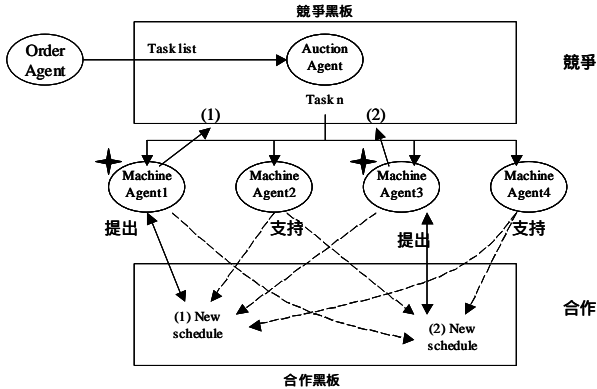 競爭黑板
Order
Agent
Task list
Auction
Agent
競爭
Task n
(1)
(2)
Machine
Agent1
Machine
Agent2
Machine
Agent3
Machine
Agent4
提出
支持
提出
支持
(1) New
schedule
(2) New
schedule
合作
合作黑板